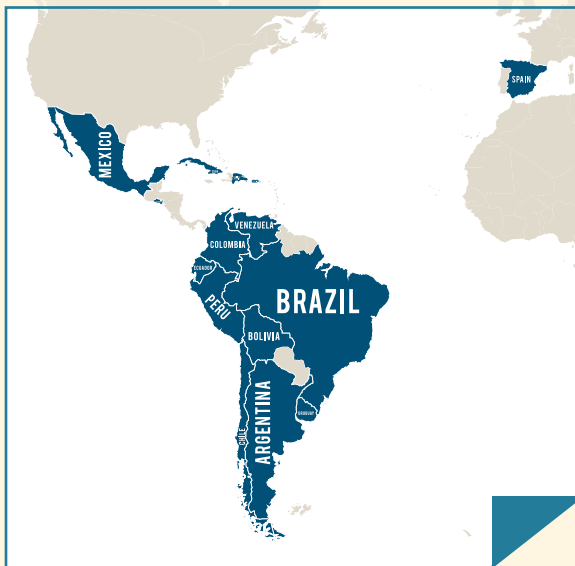 SPAIN
MEXICO
VENEZUELA
COLOMBIA
ECUADOR
PERU
BRAZIL
BOLIVIA
ARGENTINA
CHILE
URUGUAY